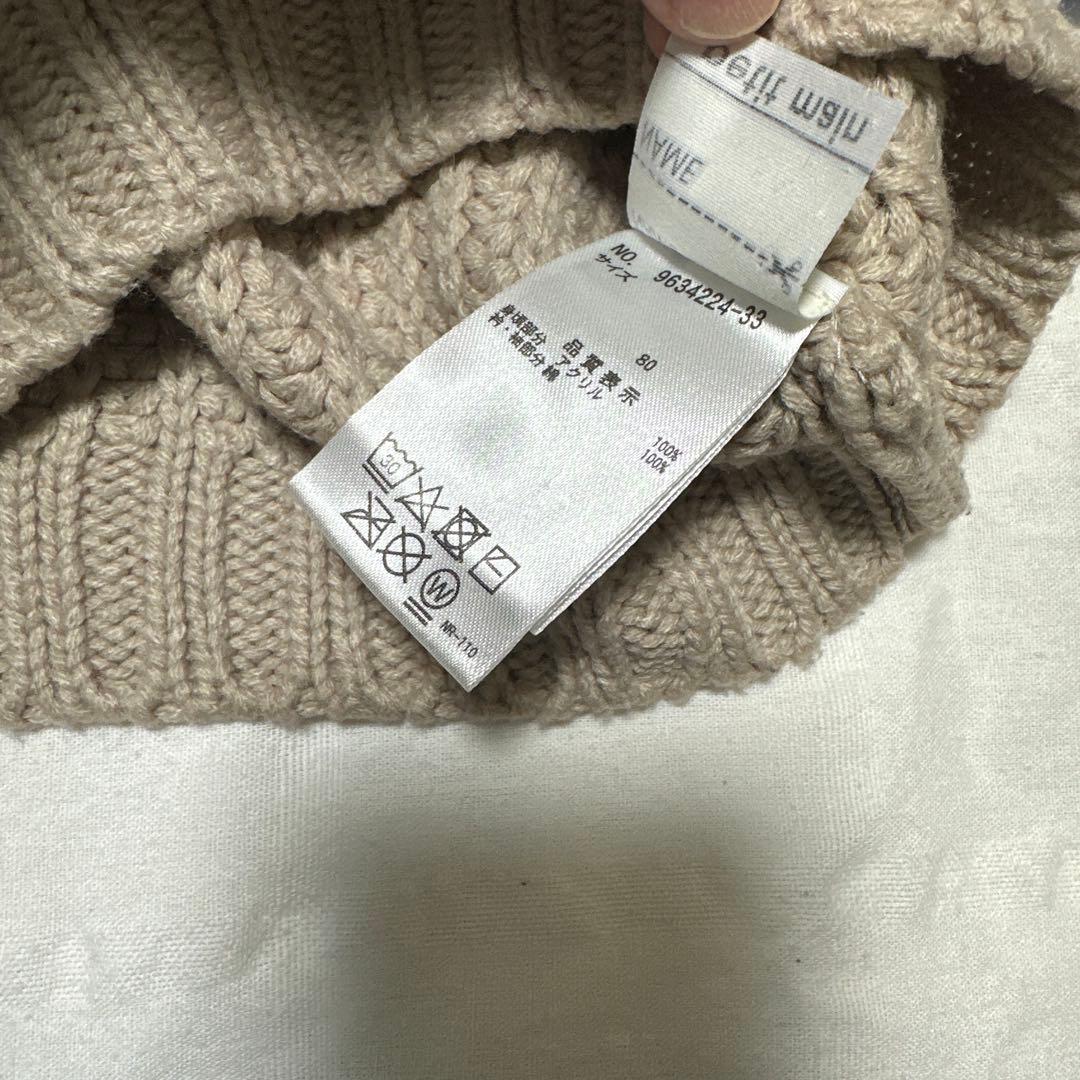 petit main
NAME
NO. 9634224-33
サイズ 80
品質表示
身頃部分 アクリル 100%
衿・袖部分 綿 100%
30
W
NR-110